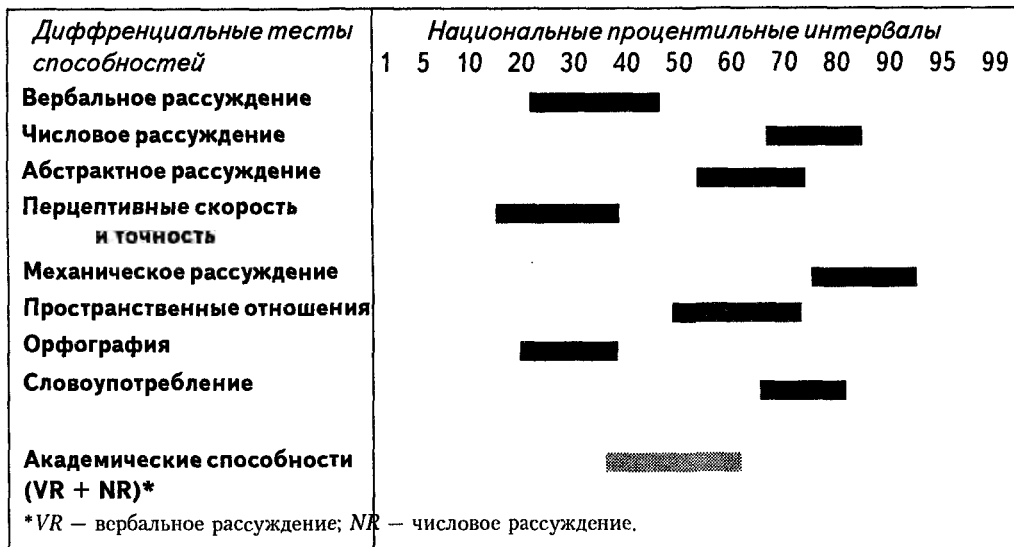 Дифференциальные тесты
способностей
Национальные процентильные интервалы
1 5 10 20 30 40 50 60 70 80 90 95 99
Вербальное рассуждение
Числовое рассуждение
Абстрактное рассуждение
Перцептивные скорость
и точность
Механическое рассуждение
Пространственные отношения
Орфография
Словоупотребление
Академические способности
(VR + NR)*
*VR — вербальное рассуждение; NR — числовое рассуждение.